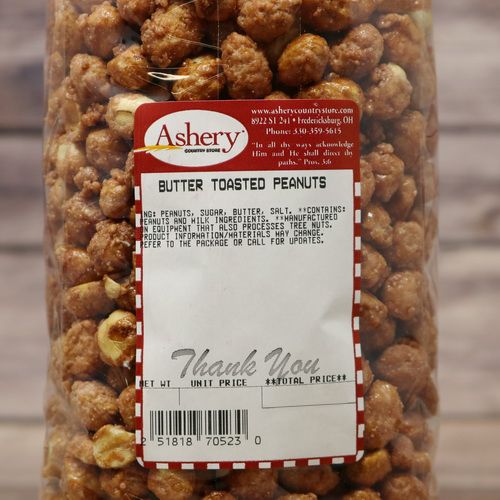 Ashery
COUNTRY STORE
www.asherycountrystore.com
8922 ST 241 • Fredericksburg, OH
Phone: 330-359-5615
"In all thy ways acknowledge
Him and He shall direct thy
paths." Prov. 3:6
BUTTER TOASTED PEANUTS
ING: PEANUTS, SUGAR, BUTTER, SALT. **CONTAINS:
PEANUTS AND MILK INGREDIENTS. **MANUFACTURED
ON EQUIPMENT THAT ALSO PROCESSES TREE NUTS.
PRODUCT INFORMATION/MATERIALS MAY CHANGE.
REFER TO THE PACKAGE OR CALL FOR UPDATES.
Thank You
NET WT UNIT PRICE **TOTAL PRICE**
2 51818 70523 0